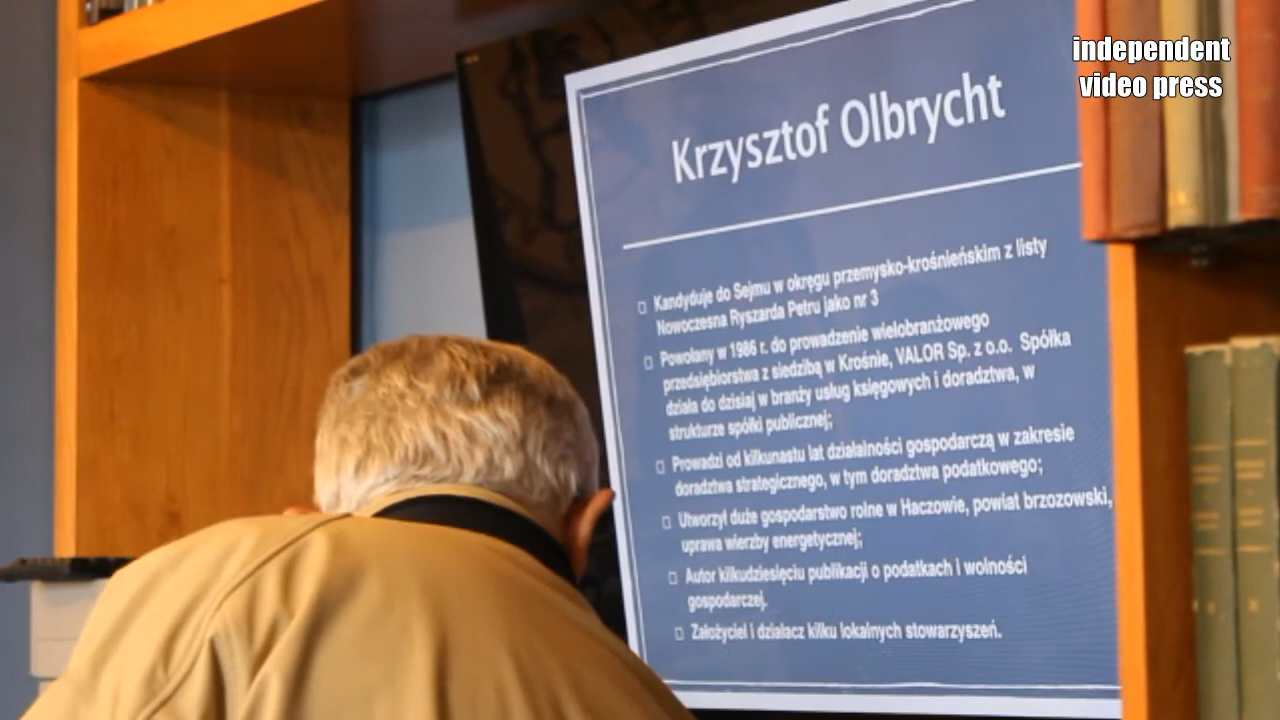 independent
video press
Krzysztof Olbrycht
Kandyduje do Sejmu w okręgu przemysko-krośnieńskim z listy
Nowoczesna Ryszarda Petru jako nr 3
Powołany w 1986 r. do prowadzenie wielobranżowego
przedsiębiorstwa z siedzibą w Krośnie, VALOR Sp. z o.o. Spółka
działa do dzisiaj w branży usług księgowych i doradztwa, w
strukturze spółki publicznej;
Prowadzi od kilkunastu lat działalności gospodarczą w zakresie
doradztwa strategicznego, w tym doradztwa podatkowego;
Utworzył duże gospodarstwo rolne w Haczowie, powiat brzozowski,
uprawa wierzby energetycznej;
Autor kilkudziesięciu publikacji o podatkach i wolności
gospodarczej.
Założyciel i działacz kilku lokalnych stowarzyszeń.